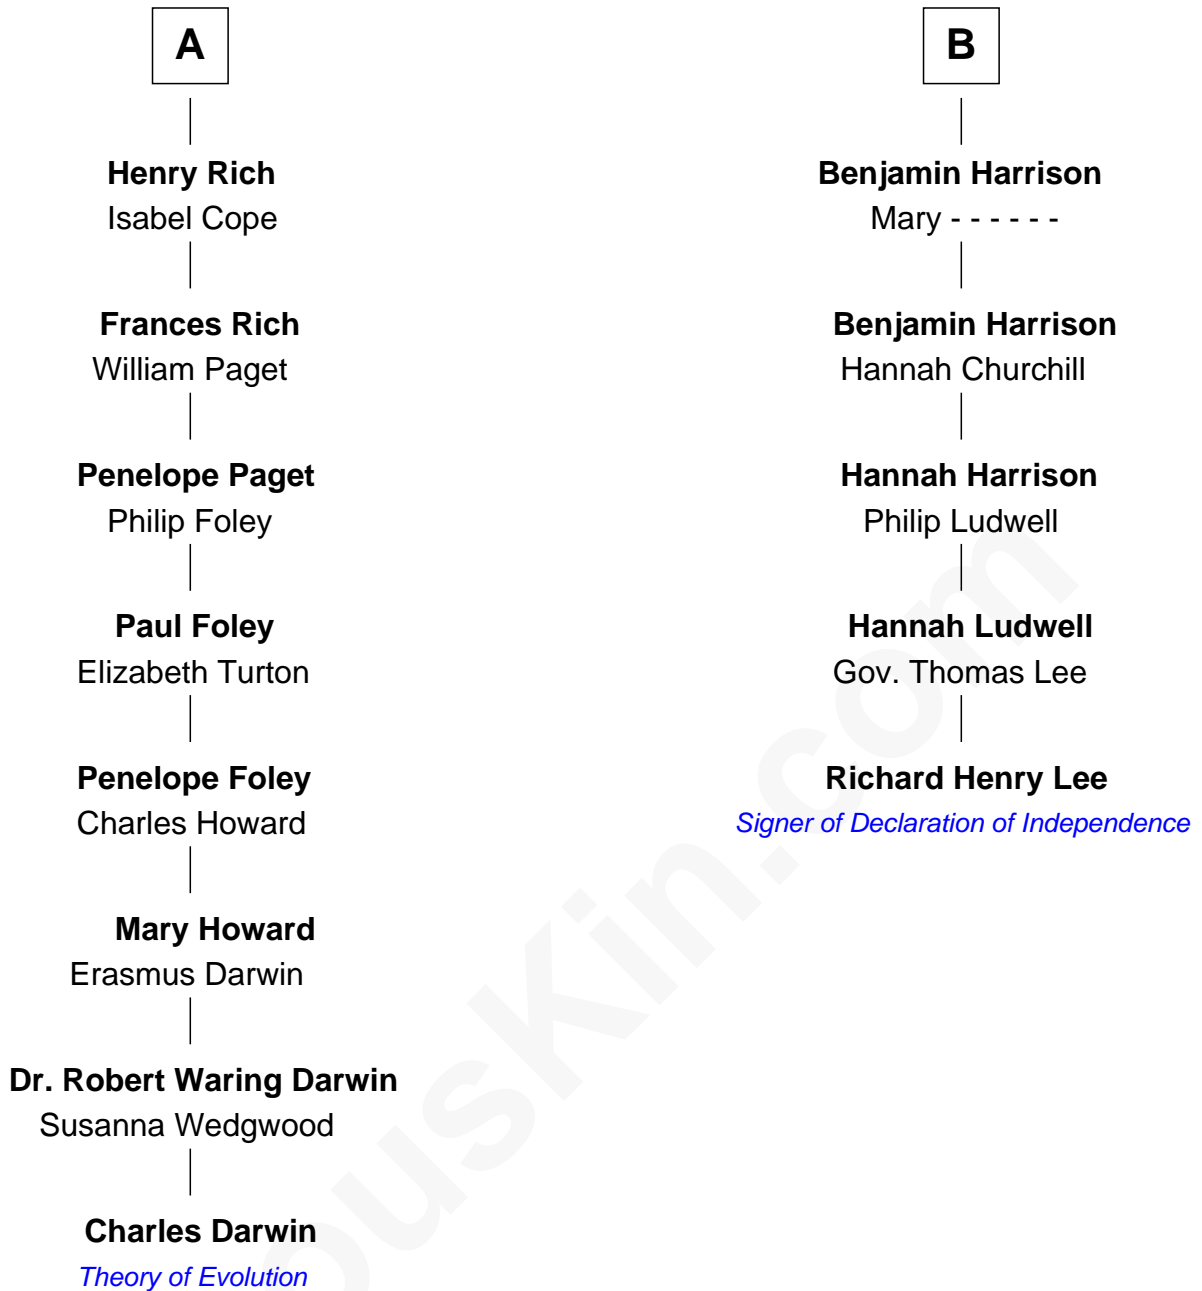 A
Henry Rich
Isabel Cope
Frances Rich
William Paget
Penelope Paget
Philip Foley
Paul Foley
Elizabeth Turton
Penelope Foley
Charles Howard
Mary Howard
Erasmus Darwin
Dr. Robert Waring Darwin
Susanna Wedgwood
Charles Darwin
Theory of Evolution
B
Benjamin Harrison
Mary - - - - - -
Benjamin Harrison
Hannah Churchill
Hannah Harrison
Philip Ludwell
Hannah Ludwell
Gov. Thomas Lee
Richard Henry Lee
Signer of Declaration of Independence
ousKin.com